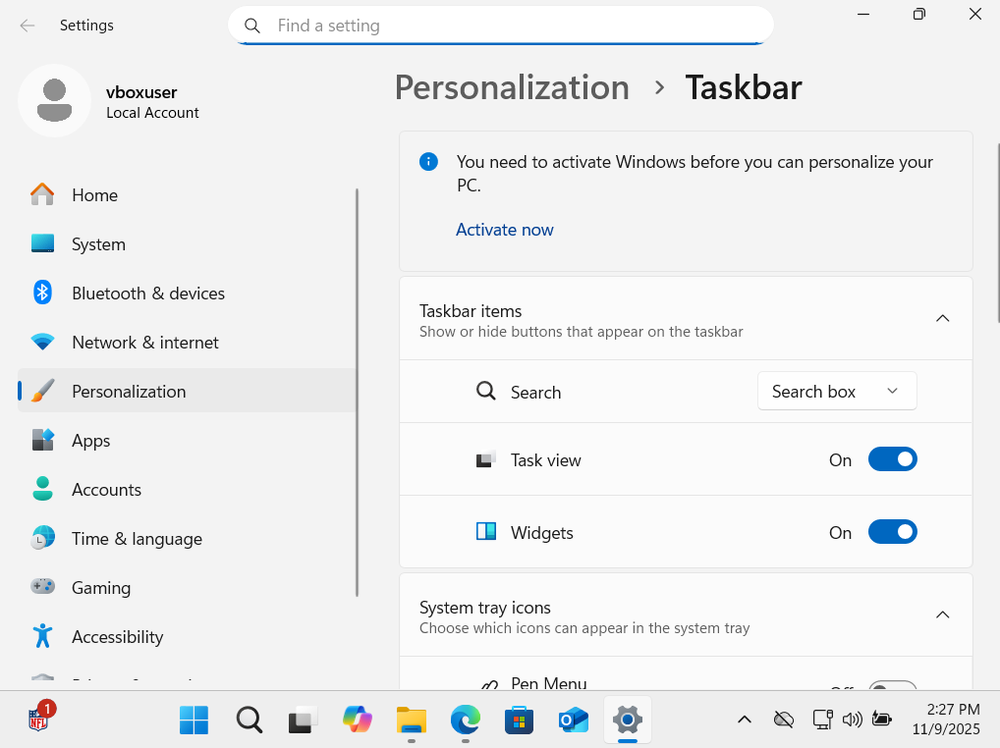 Settings
Find a setting
vboxuser
Local Account
Home
System
Bluetooth & devices
Network & internet
Personalization
Apps
Accounts
Time & language
Gaming
Accessibility
Personalization > Taskbar
You need to activate Windows before you can personalize your
PC.
Activate now
Taskbar items
Show or hide buttons that appear on the taskbar
Search
Search box
Task view
On
Widgets
On
System tray icons
Choose which icons can appear in the system tray
Pen Menu
NFL
1
2:27 PM
11/9/2025